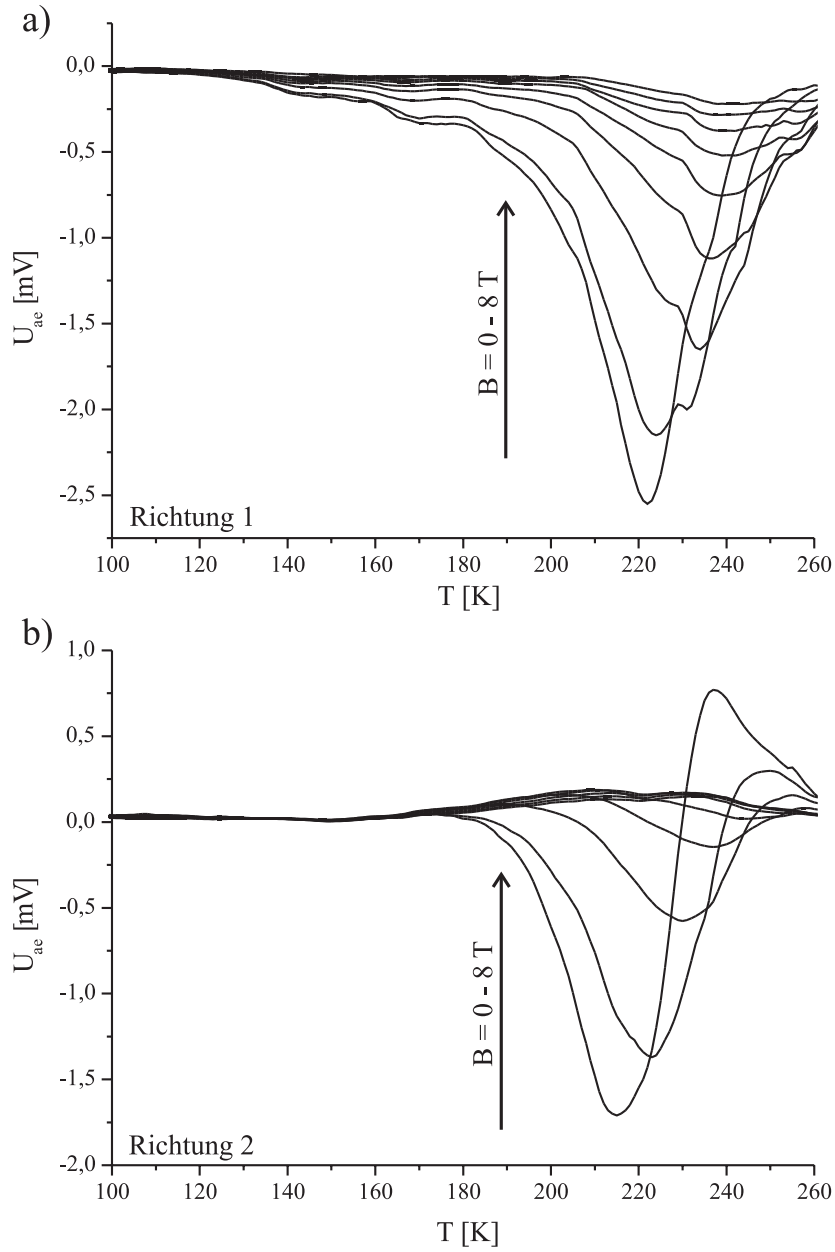 a)
0,0
-0,5
-1,0
-1,5
-2,0
-2,5
U_ae [mV]
B = 0 - 8 T
Richtung 1
100 120 140 160 180 200 220 240 260
T [K]
b)
1,0
0,5
0,0
-0,5
-1,0
-1,5
-2,0
U_ae [mV]
B = 0 - 8 T
Richtung 2
100 120 140 160 180 200 220 240 260
T [K]